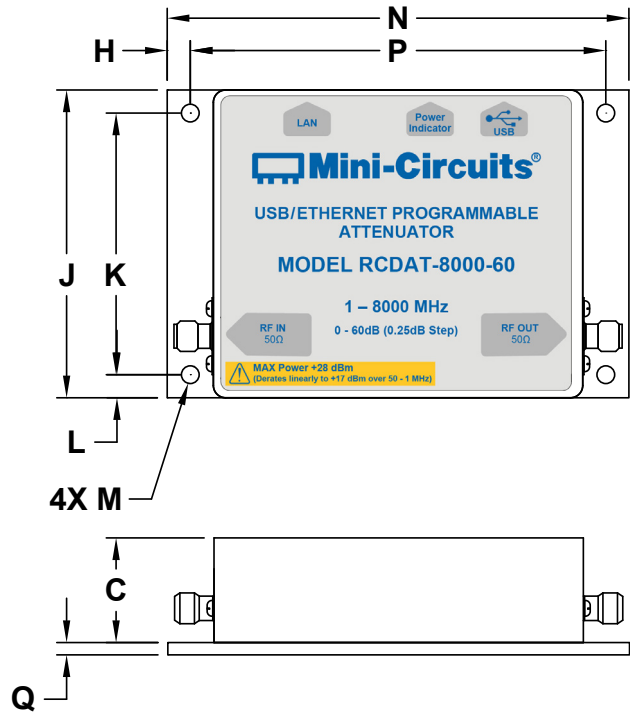 N
H
P
LAN
Power
Indicator
USB
Mini-Circuits®
USB/ETHERNET PROGRAMMABLE
ATTENUATOR
MODEL RCDAT-8000-60
J
K
1 – 8000 MHz
RF IN
50Ω
0 - 60dB (0.25dB Step)
RF OUT
50Ω
MAX Power +28 dBm
(Derates linearly to +17 dBm over 50 - 1 MHz)
L
4X M
C
Q